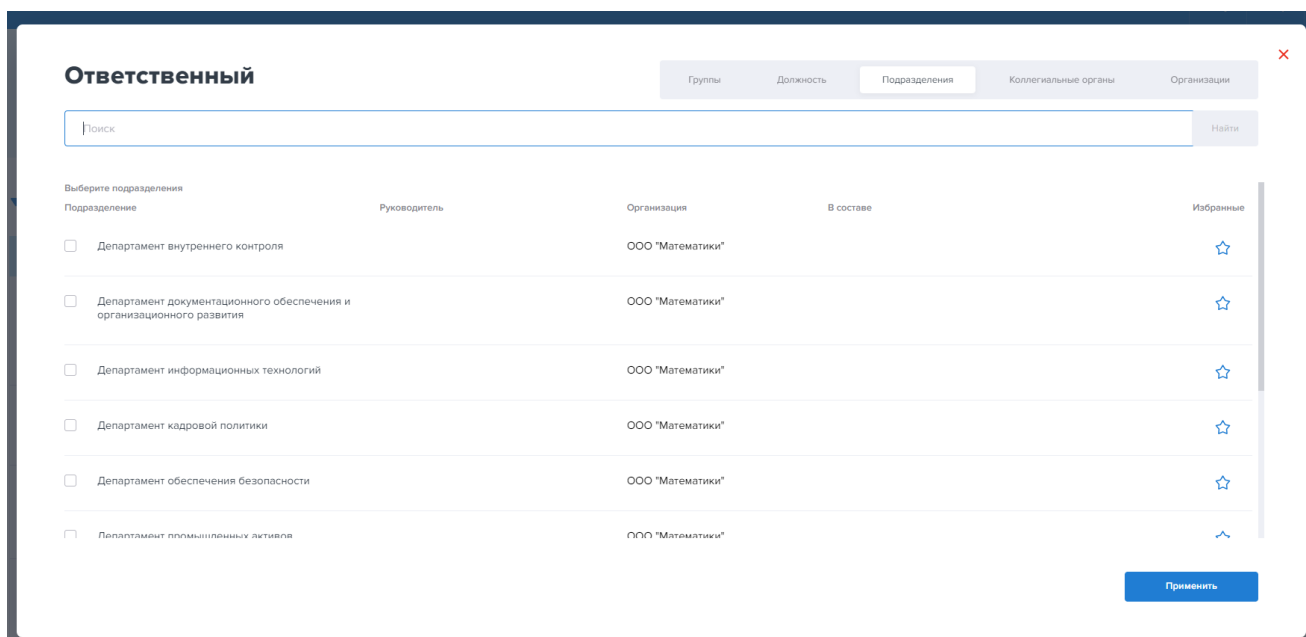 Ответственный
Группы Должность Подразделения Коллегиальные органы Организации
Поиск Найти
Выберите подразделения
Подразделение Руководитель Организация В составе Избранные
Департамент внутреннего контроля ООО "Математики"
Департамент документационного обеспечения и ООО "Математики"
организационного развития
Департамент информационных технологий ООО "Математики"
Департамент кадровой политики ООО "Математики"
Департамент обеспечения безопасности ООО "Математики"
Департамент промышленных активов ООО "Математики"
Применить